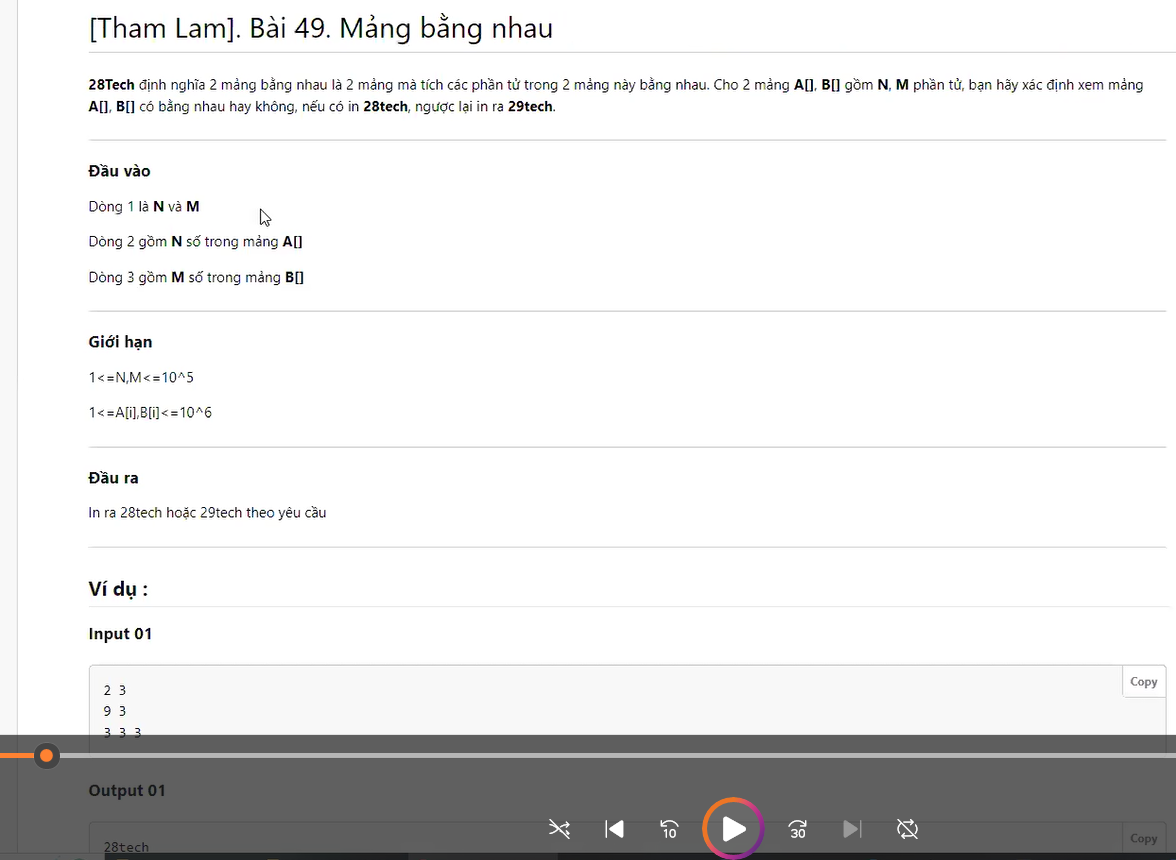 [Tham Lam]. Bài 49. Mảng bằng nhau
28Tech định nghĩa 2 mảng bằng nhau là 2 mảng mà tích các phần tử trong 2 mảng này bằng nhau. Cho 2 mảng A[], B[] gồm N, M phần tử, bạn hãy xác định xem mảng
A[], B[] có bằng nhau hay không, nếu có in 28tech, ngược lại in ra 29tech.
Đầu vào
Dòng 1 là N và M
Dòng 2 gồm N số trong mảng A[]
Dòng 3 gồm M số trong mảng B[]
Giới hạn
1<=N,M<=10^5
1<=A[i],B[i]<=10^6
Đầu ra
In ra 28tech hoặc 29tech theo yêu cầu
Ví dụ :
Input 01
Copy
2 3
9 3
3 3 3
Output 01
10
30
Copy
28tech